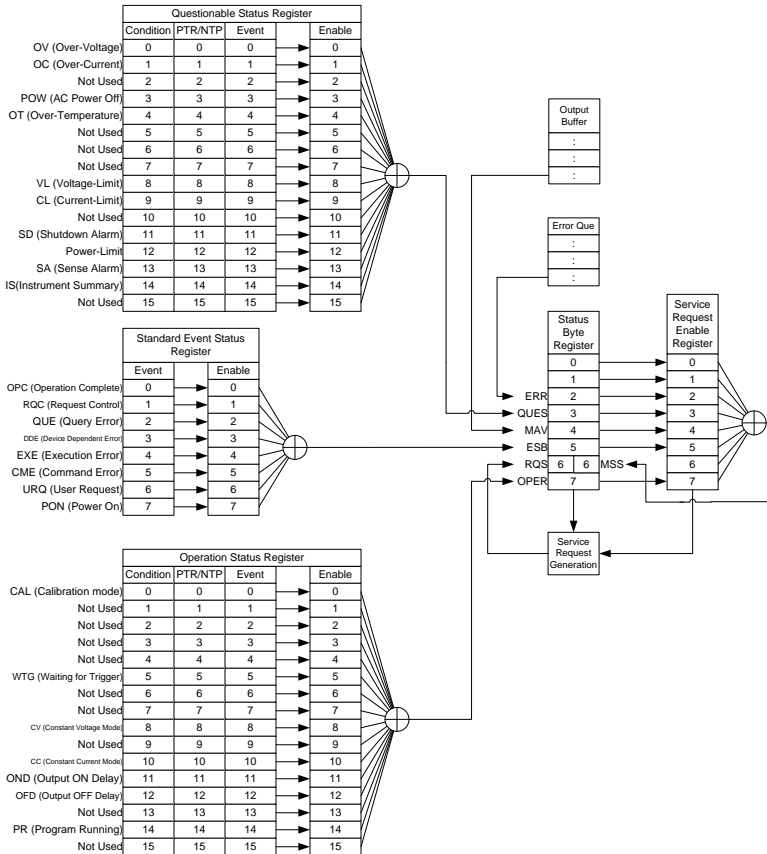 Questionable Status Register
Condition PTR/NTP Event Enable
OV (Over-Voltage) 0 0 0 0
OC (Over-Current) 1 1 1 1
Not Used 2 2 2 2
POW (AC Power Off) 3 3 3 3
OT (Over-Temperature) 4 4 4 4
Not Used 5 5 5 5
Not Used 6 6 6 6
Not Used 7 7 7 7
VL (Voltage-Limit) 8 8 8 8
CL (Current-Limit) 9 9 9 9
Not Used 10 10 10 10
SD (Shutdown Alarm) 11 11 11 11
Power-Limit 12 12 12 12
SA (Sense Alarm) 13 13 13 13
IS(Instrument Summary) 14 14 14 14
Not Used 15 15 15 15
Output
Buffer
:
:
:
Error Que
:
:
:
Standard Event Status
Register
Event Enable
OPC (Operation Complete) 0 0
RQC (Request Control) 1 1
QUE (Query Error) 2 2
DDE (Device Dependent Error) 3 3
EXE (Execution Error) 4 4
CME (Command Error) 5 5
URQ (User Request) 6 6
PON (Power On) 7 7
Status
Byte
Register
Service
Request
Enable
Register
0 0
1 1
ERR 2 2
QUES 3 3
MAV 4 4
ESB 5 5
RQS 6 6 MSS 6
OPER 7 7
Service
Request
Generation
Operation Status Register
Condition PTR/NTP Event Enable
CAL (Calibration mode) 0 0 0 0
Not Used 1 1 1 1
Not Used 2 2 2 2
Not Used 3 3 3 3
Not Used 4 4 4 4
WTG (Waiting for Trigger) 5 5 5 5
Not Used 6 6 6 6
Not Used 7 7 7 7
CV (Constant Voltage Mode) 8 8 8 8
Not Used 9 9 9 9
CC (Constant Current Mode) 10 10 10 10
OND (Output ON Delay) 11 11 11 11
OFD (Output OFF Delay) 12 12 12 12
Not Used 13 13 13 13
PR (Program Running) 14 14 14 14
Not Used 15 15 15 15